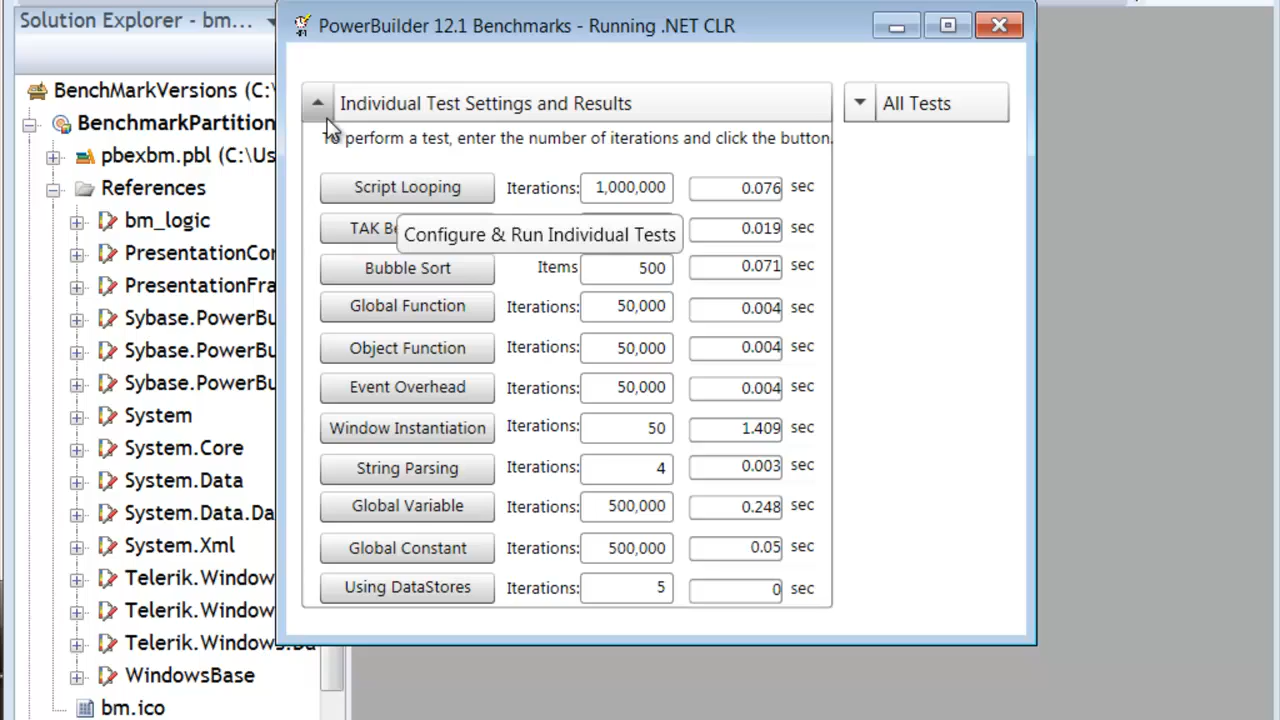 Solution Explorer - bm...
BenchMarkVersions (C:\
BenchmarkPartition
pbexbm.pbl (C:\Us
References
bm_logic
PresentationCor
PresentationFra
Sybase.PowerBu
Sybase.PowerBu
Sybase.PowerBu
System
System.Core
System.Data
System.Data.Da
System.Xml
Telerik.Window
Telerik.Window
Telerik.Windows.Da
WindowsBase
bm.ico
PowerBuilder 12.1 Benchmarks - Running .NET CLR
Individual Test Settings and Results
All Tests
perform a test, enter the number of iterations and click the button.
Script Looping Iterations: 1,000,000 0.076 sec
TAK Be 0.019 sec
Configure & Run Individual Tests
Bubble Sort Items 500 0.071 sec
Global Function Iterations: 50,000 0.004 sec
Object Function Iterations: 50,000 0.004 sec
Event Overhead Iterations: 50,000 0.004 sec
Window Instantiation Iterations: 50 1.409 sec
String Parsing Iterations: 4 0.003 sec
Global Variable Iterations: 500,000 0.248 sec
Global Constant Iterations: 500,000 0.05 sec
Using DataStores Iterations: 5 0 sec